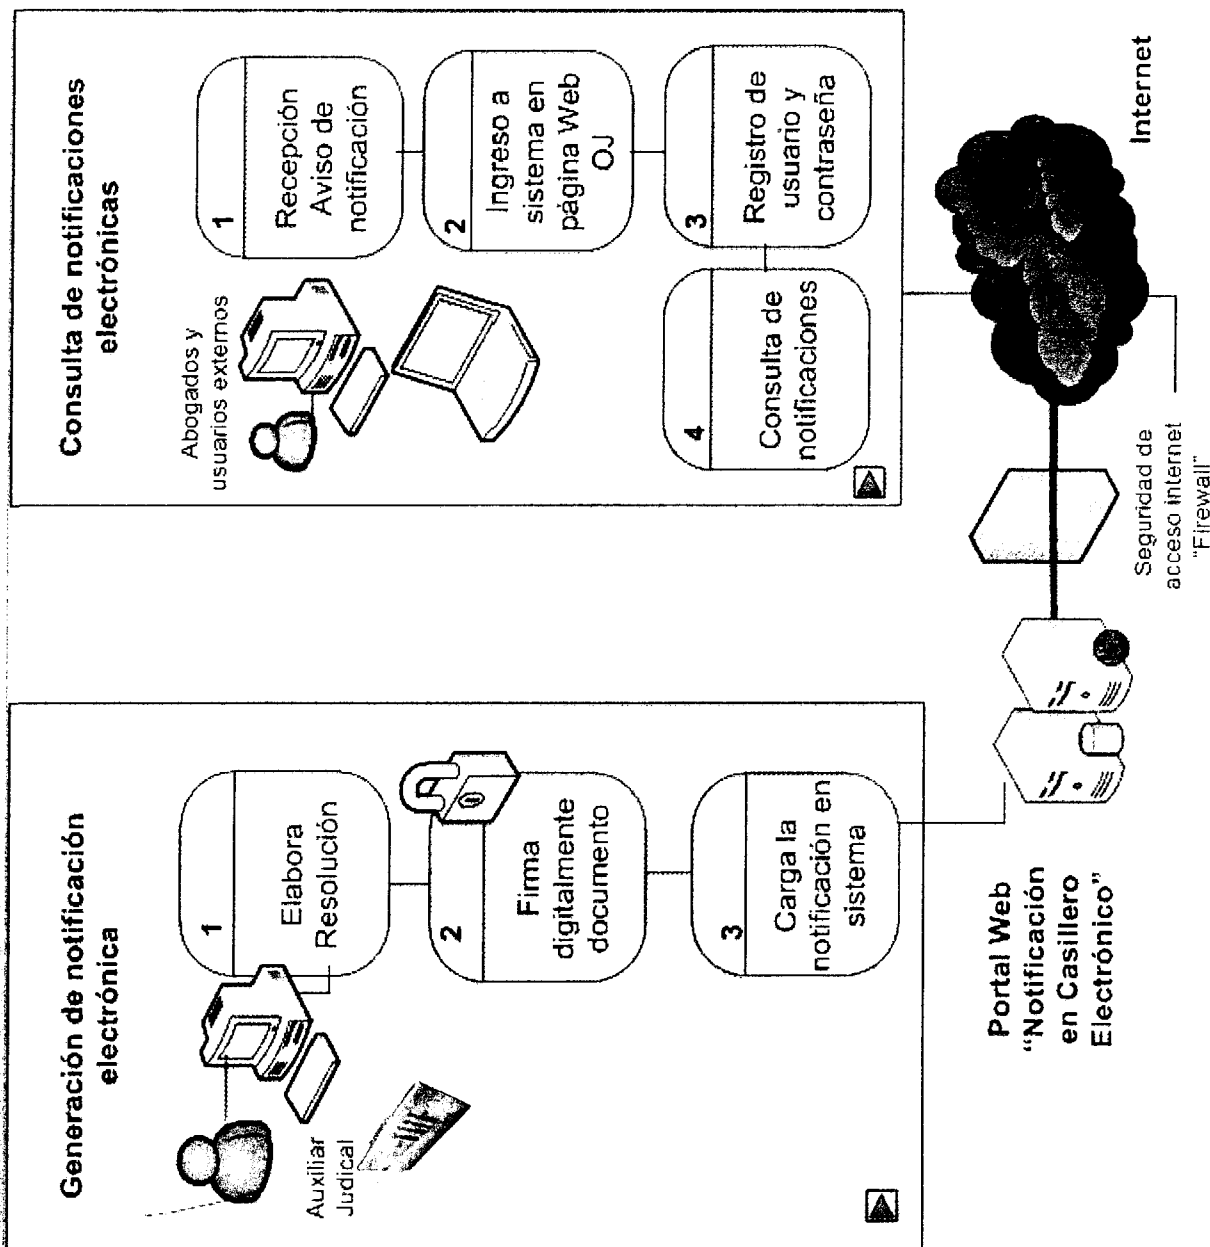 Generación de notificación
electrónica
Auxiliar
Judical
1
Elabora
Resolución
2
Firma
digitalmente
documento
3
Carga la
notificación en
sistema
Portal Web
“Notificación
en Casillero
Electrónico”
Consulta de notificaciones
electrónicas
Abogados y
usuarios externos
1
Recepción
Aviso de
notificación
2
Ingreso a
sistema en
página Web
OJ
3
Registro de
usuario y
contraseña
4
Consulta de
notificaciones
Seguridad de
acceso internet
"Firewall"
Internet